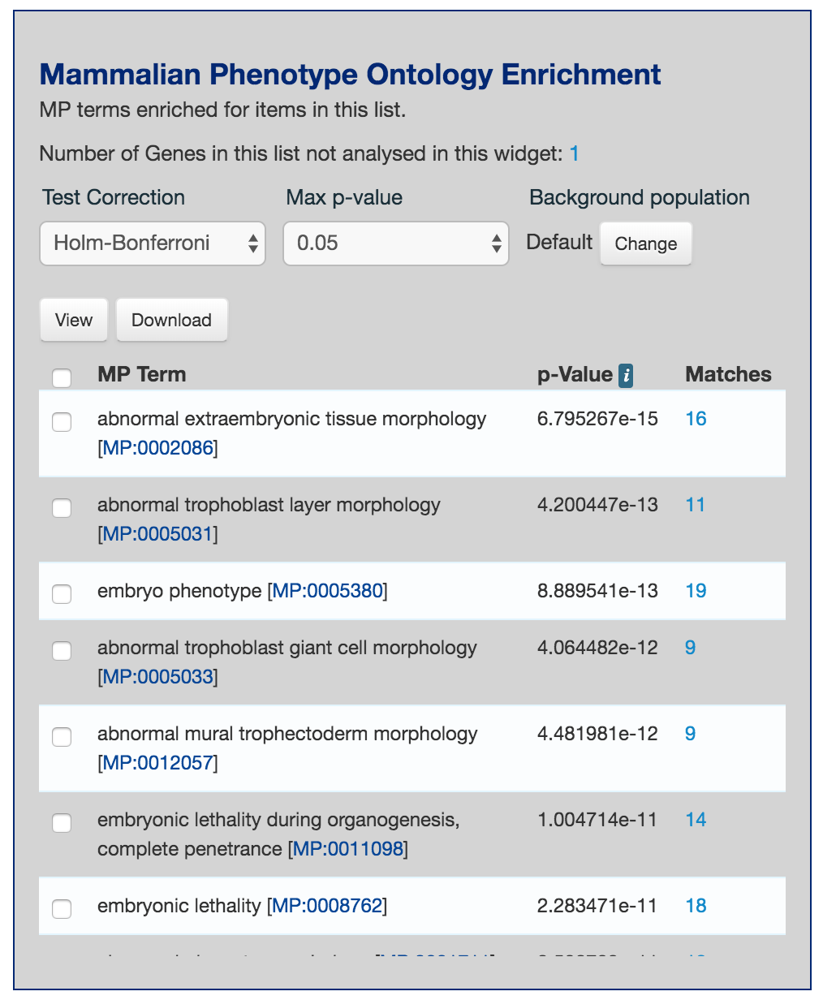 Mammalian Phenotype Ontology Enrichment
MP terms enriched for items in this list.
Number of Genes in this list not analysed in this widget: 1
Test Correction Max p-value Background population
Holm-Bonferroni 0.05 Default Change
View Download
MP Term p-Value i Matches
abnormal extraembryonic tissue morphology 6.795267e-15 16
[MP:0002086]
abnormal trophoblast layer morphology 4.200447e-13 11
[MP:0005031]
embryo phenotype [MP:0005380] 8.889541e-13 19
abnormal trophoblast giant cell morphology 4.064482e-12 9
[MP:0005033]
abnormal mural trophectoderm morphology 4.481981e-12 9
[MP:0012057]
embryonic lethality during organogenesis, 1.004714e-11 14
complete penetrance [MP:0011098]
embryonic lethality [MP:0008762] 2.283471e-11 18